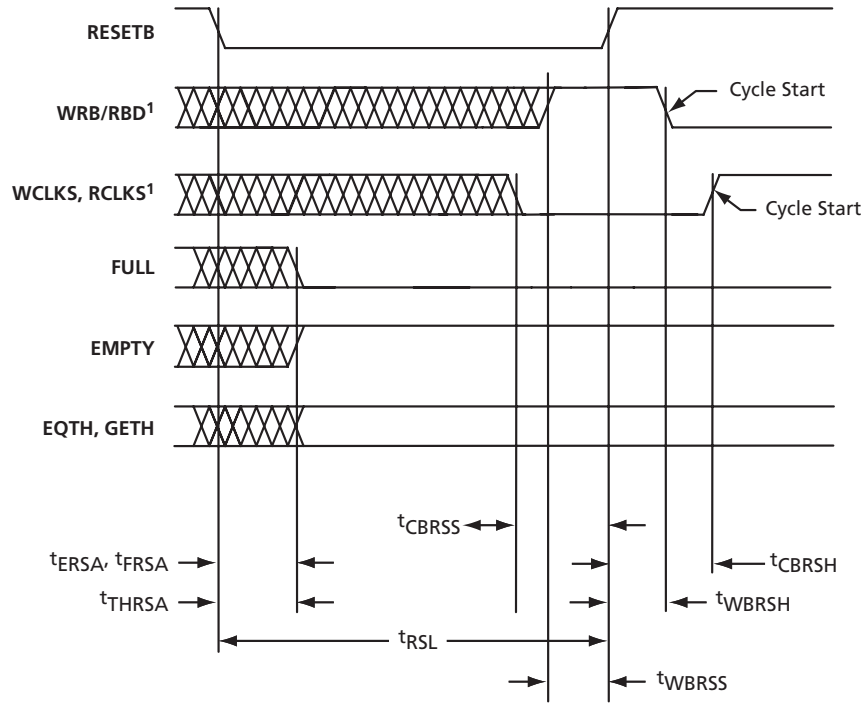 RESETB
WRB/RBD¹
Cycle Start
WCLKS, RCLKS¹
Cycle Start
FULL
EMPTY
EQTH, GETH
tCBRSS
tERSA, tFRSA
tCBRSH
tTHRSA
tWBRSH
tRSL
tWBRSS